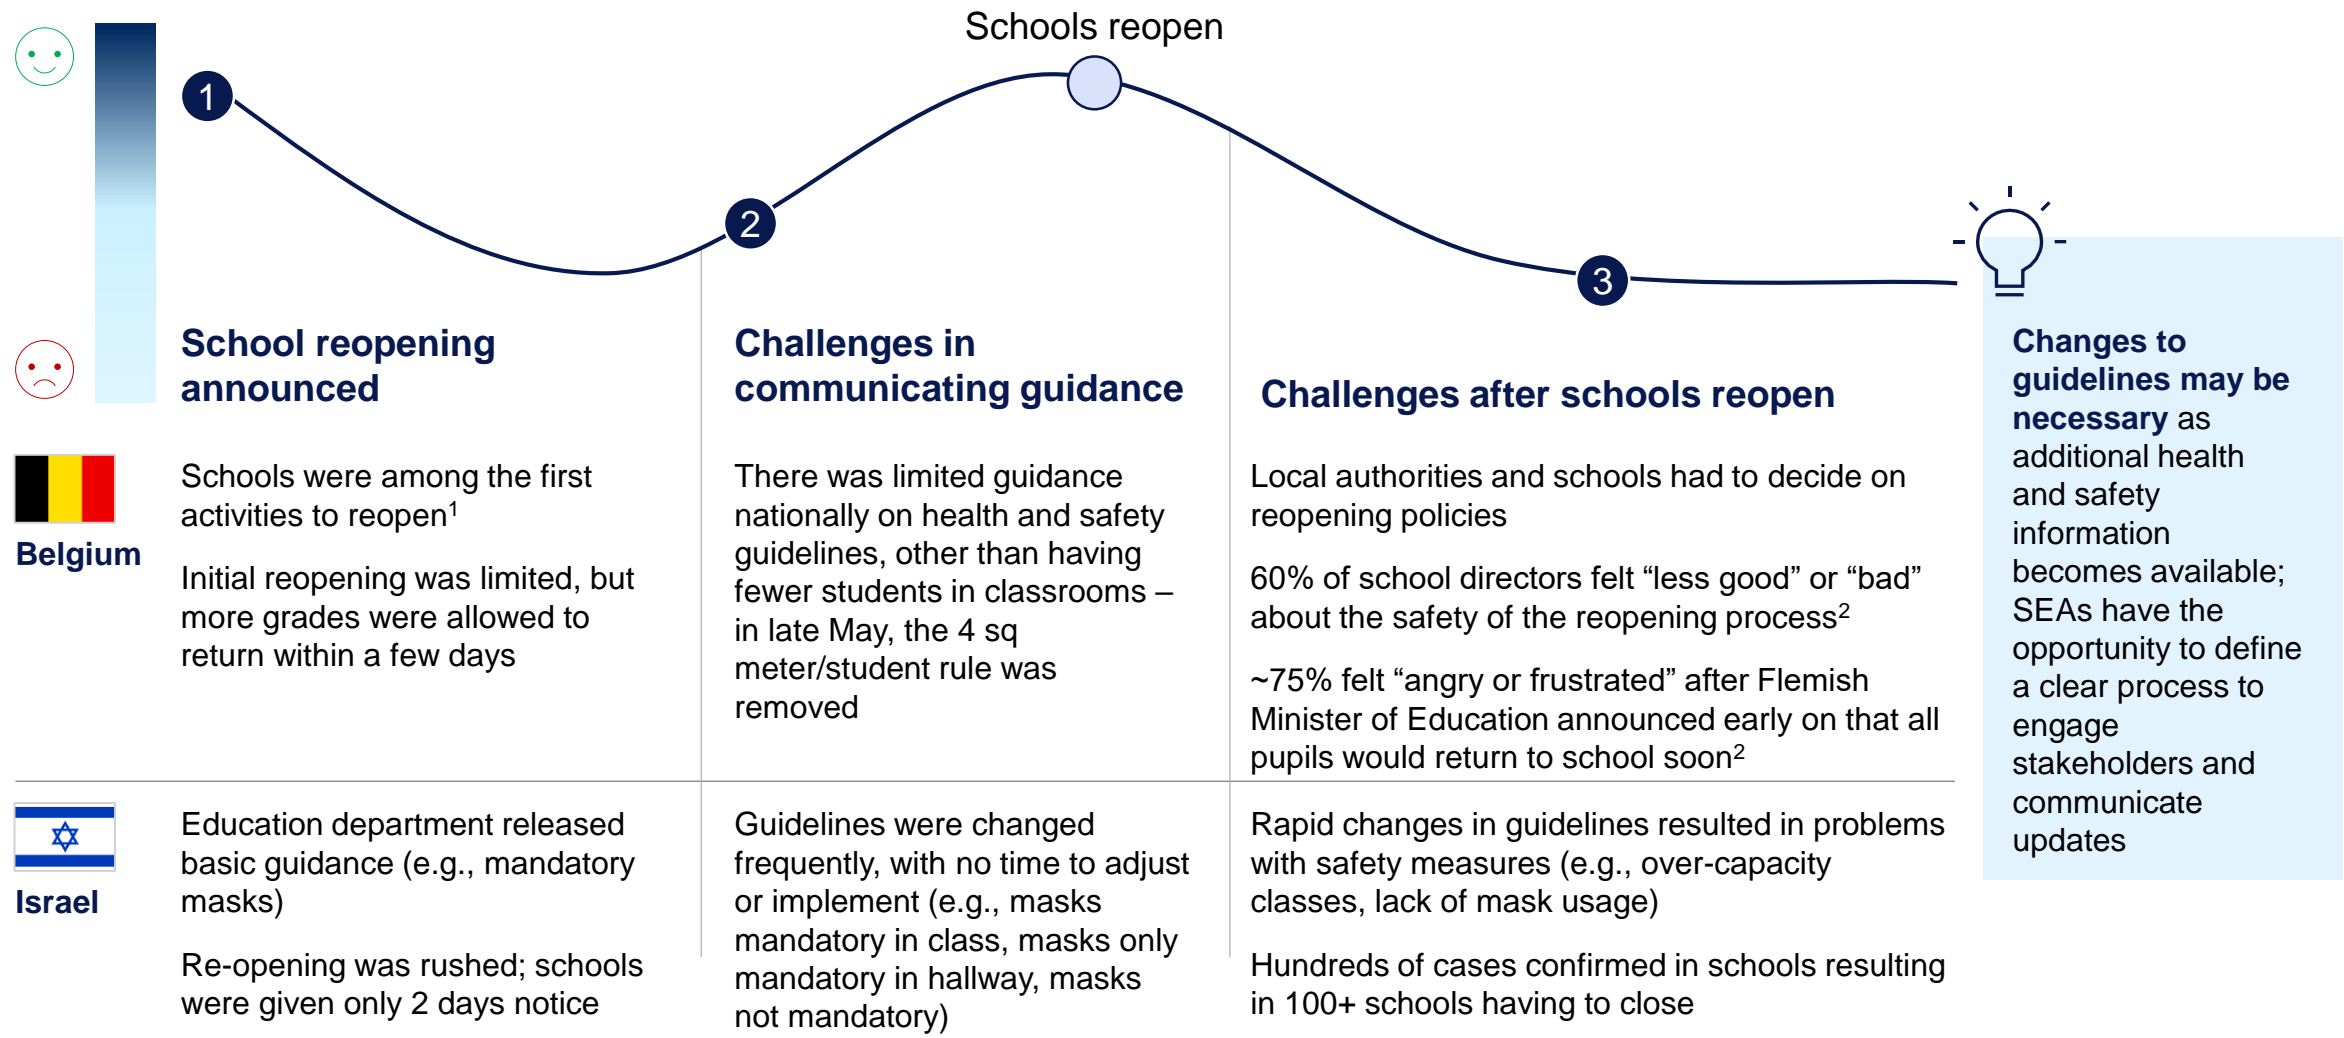 Schools reopen
1
2
3
School reopening
announced
Challenges in
communicating guidance
Challenges after schools reopen
Belgium
Schools were among the first
activities to reopen¹
Initial reopening was limited, but
more grades were allowed to
return within a few days
There was limited guidance
nationally on health and safety
guidelines, other than having
fewer students in classrooms –
in late May, the 4 sq
meter/student rule was
removed
Local authorities and schools had to decide on
reopening policies
60% of school directors felt “less good” or “bad”
about the safety of the reopening process²
~75% felt “angry or frustrated” after Flemish
Minister of Education announced early on that all
pupils would return to school soon²
Israel
Education department released
basic guidance (e.g., mandatory
masks)
Re-opening was rushed; schools
were given only 2 days notice
Guidelines were changed
frequently, with no time to adjust
or implement (e.g., masks
mandatory in class, masks only
mandatory in hallway, masks
not mandatory)
Rapid changes in guidelines resulted in problems
with safety measures (e.g., over-capacity
classes, lack of mask usage)
Hundreds of cases confirmed in schools resulting
in 100+ schools having to close
Changes to
guidelines may be
necessary as
additional health
and safety
information
becomes available;
SEAs have the
opportunity to define
a clear process to
engage
stakeholders and
communicate
updates